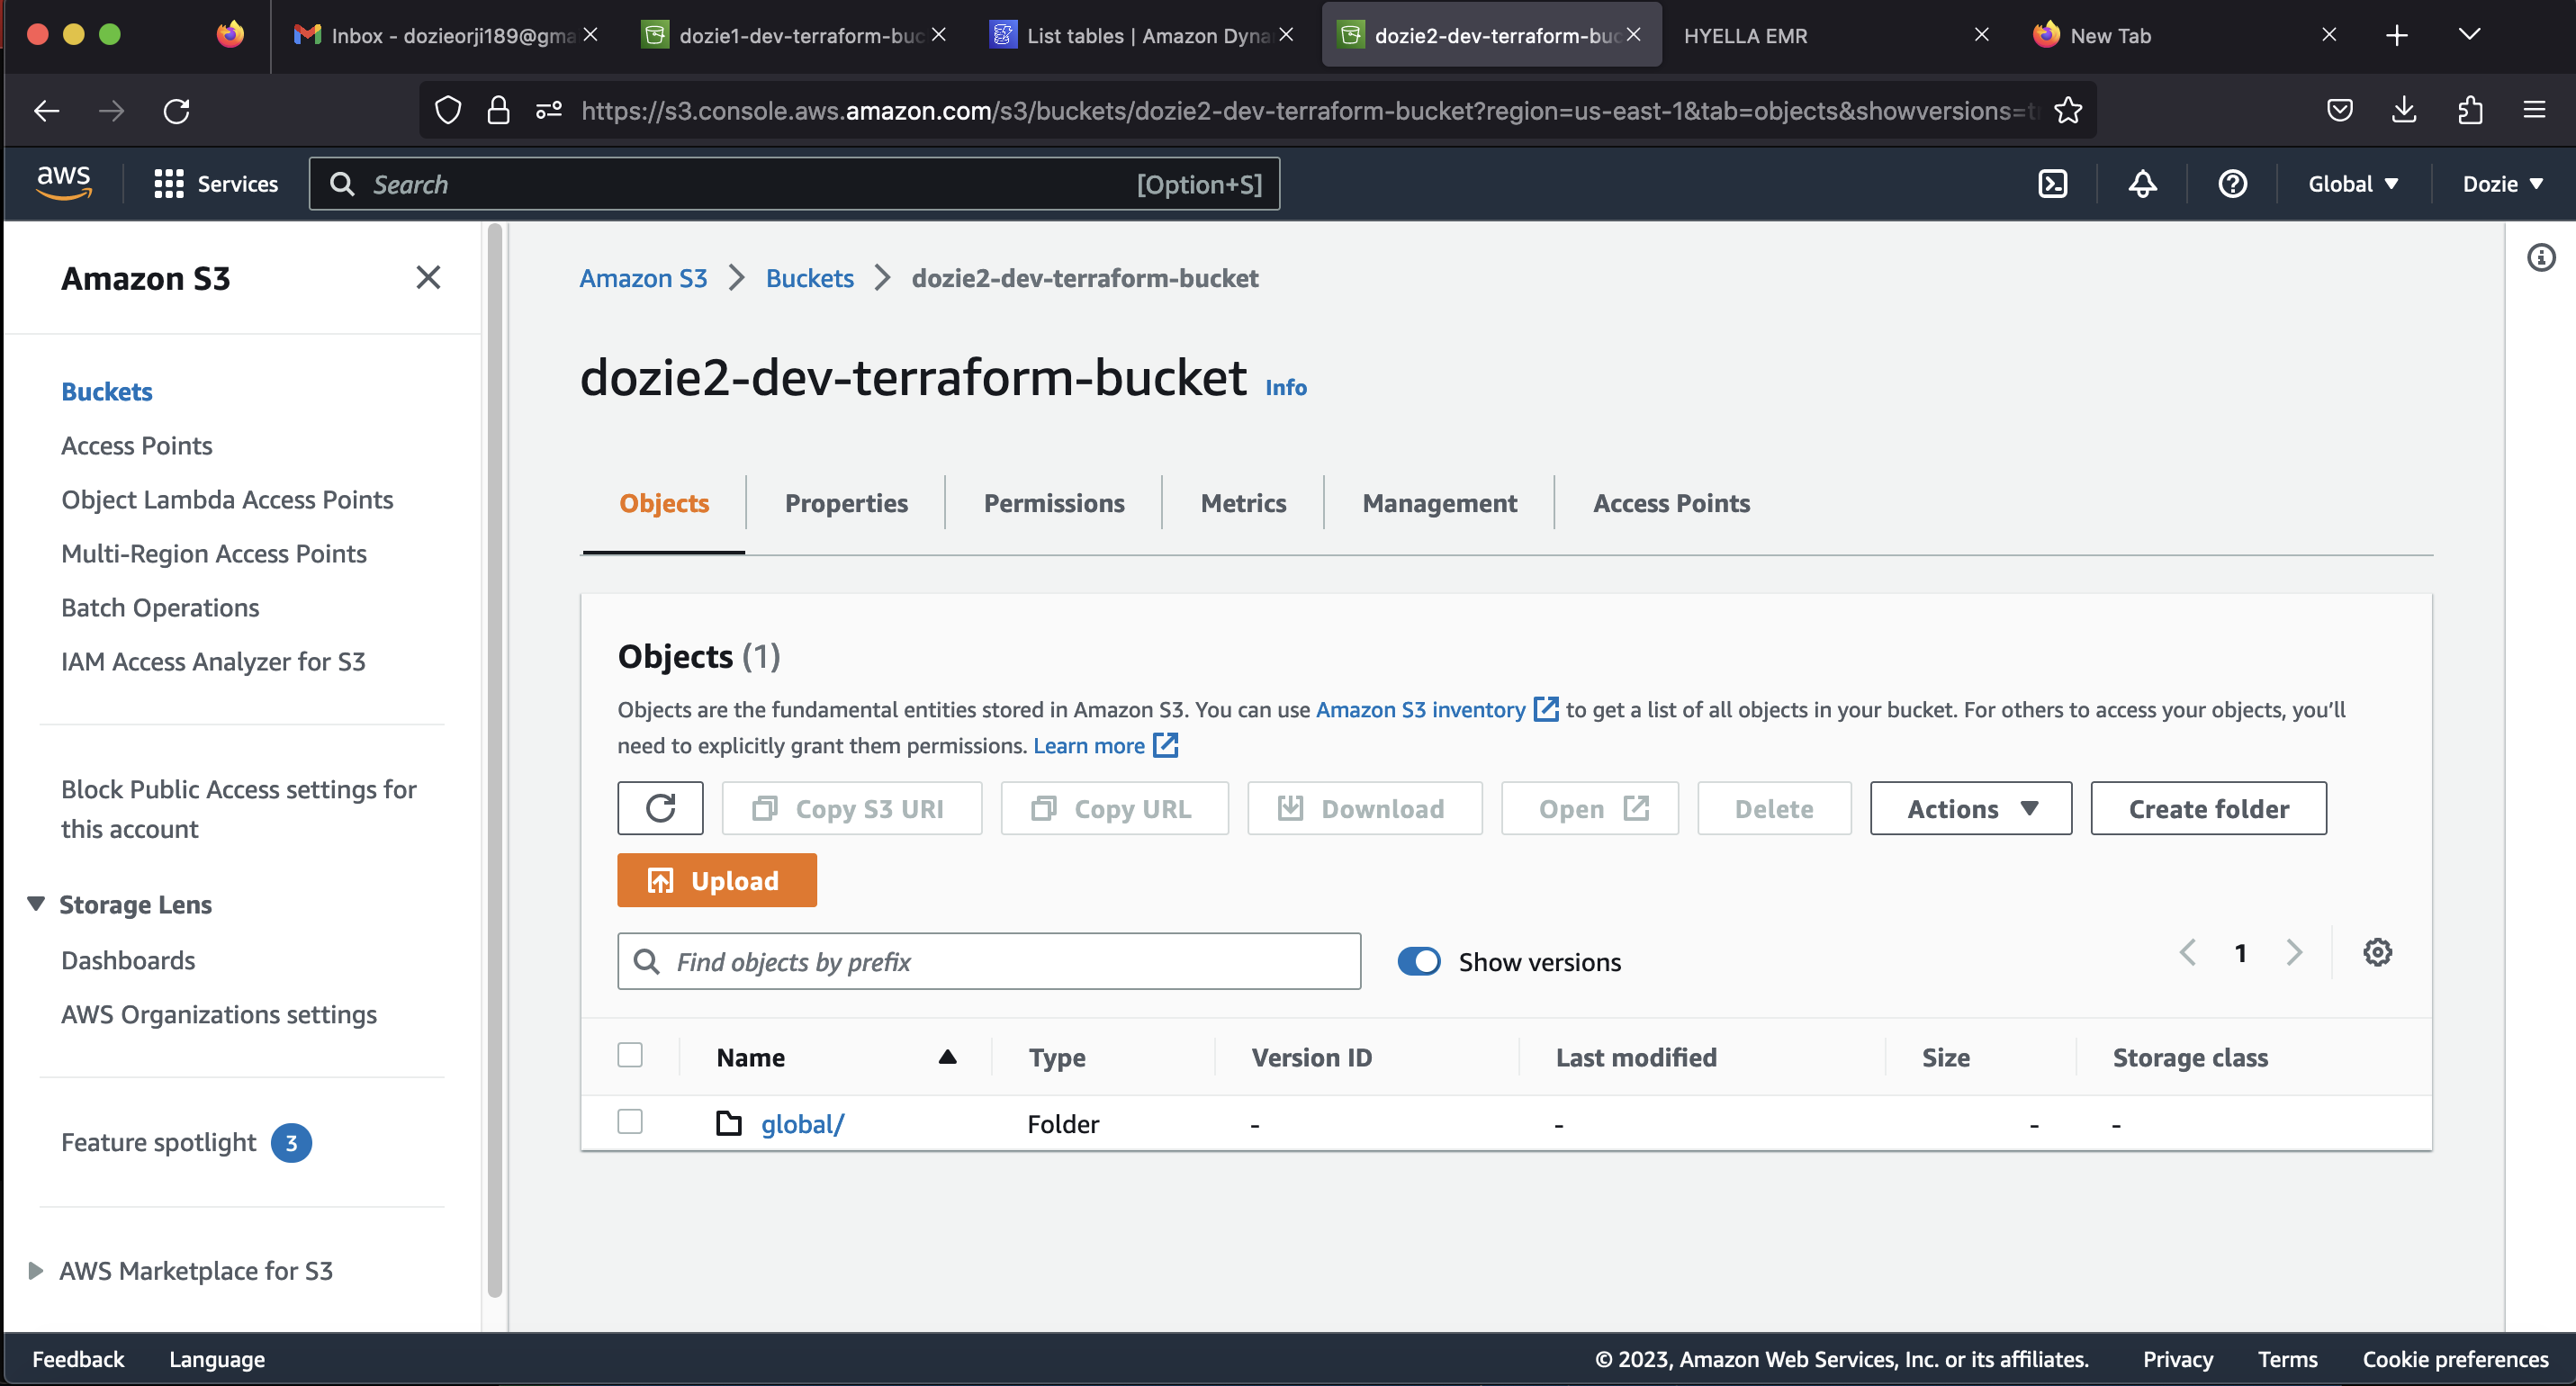 Inbox - dozieorji189@gma
dozie1-dev-terraform-buc
List tables | Amazon Dyna
dozie2-dev-terraform-buc
HYELLA EMR
New Tab
https://s3.console.aws.amazon.com/s3/buckets/dozie2-dev-terraform-bucket?region=us-east-1&tab=objects&showversions=t
aws
Services
Search
[Option+S]
Global
Dozie
Amazon S3
Buckets
Access Points
Object Lambda Access Points
Multi-Region Access Points
Batch Operations
IAM Access Analyzer for S3
Block Public Access settings for
this account
Storage Lens
Dashboards
AWS Organizations settings
Feature spotlight 3
AWS Marketplace for S3
Amazon S3 > Buckets > dozie2-dev-terraform-bucket
dozie2-dev-terraform-bucket Info
Objects
Properties
Permissions
Metrics
Management
Access Points
Objects (1)
Objects are the fundamental entities stored in Amazon S3. You can use Amazon S3 inventory to get a list of all objects in your bucket. For others to access your objects, you’ll
need to explicitly grant them permissions. Learn more
Copy S3 URI
Copy URL
Download
Open
Delete
Actions
Create folder
Upload
Find objects by prefix
Show versions
1
Name Type Version ID Last modified Size Storage class
global/ Folder - - - -
Feedback
Language
© 2023, Amazon Web Services, Inc. or its affiliates.
Privacy
Terms
Cookie preferences